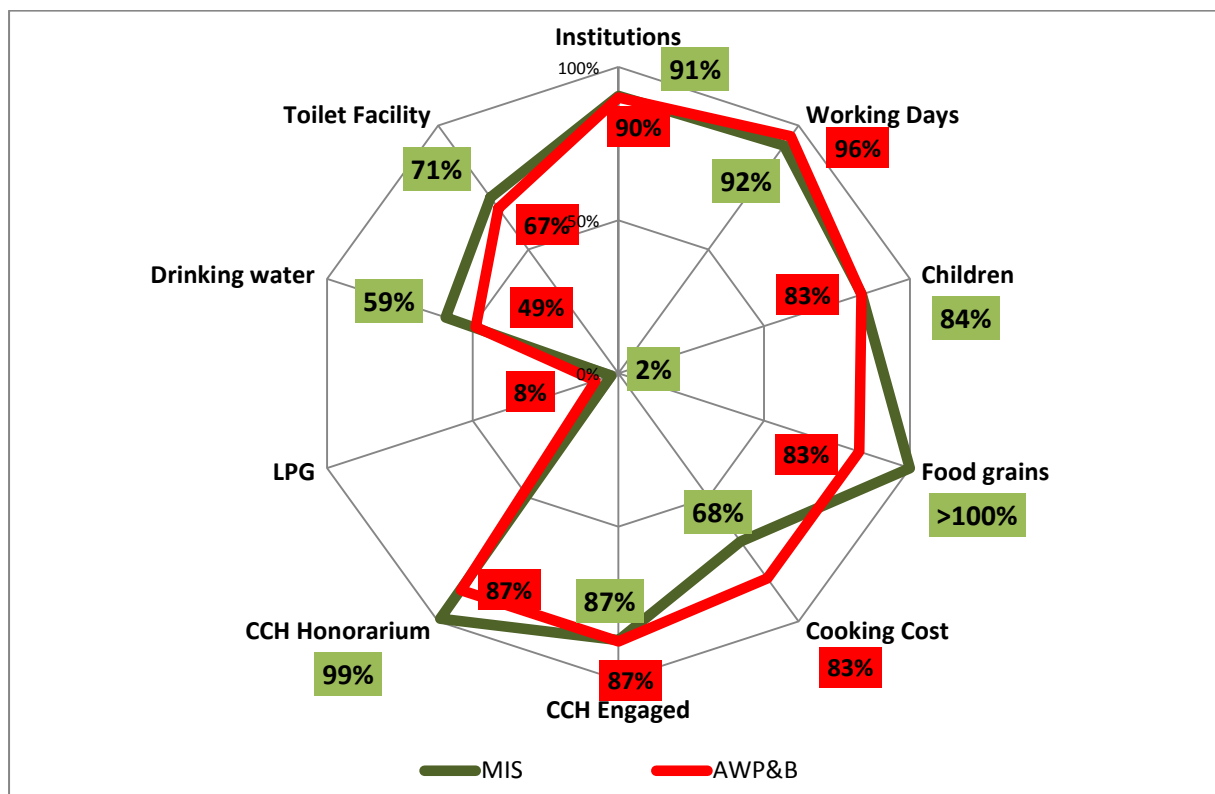 Institutions
100%
91%
Toilet Facility
Working Days
90%
96%
71%
92%
50%
67%
Drinking water
Children
59%
49%
83%
84%
0%
2%
8%
83%
LPG
Food grains
68%
>100%
87%
87%
CCH Honorarium
Cooking Cost
99%
87%
83%
CCH Engaged
MIS
AWP&B